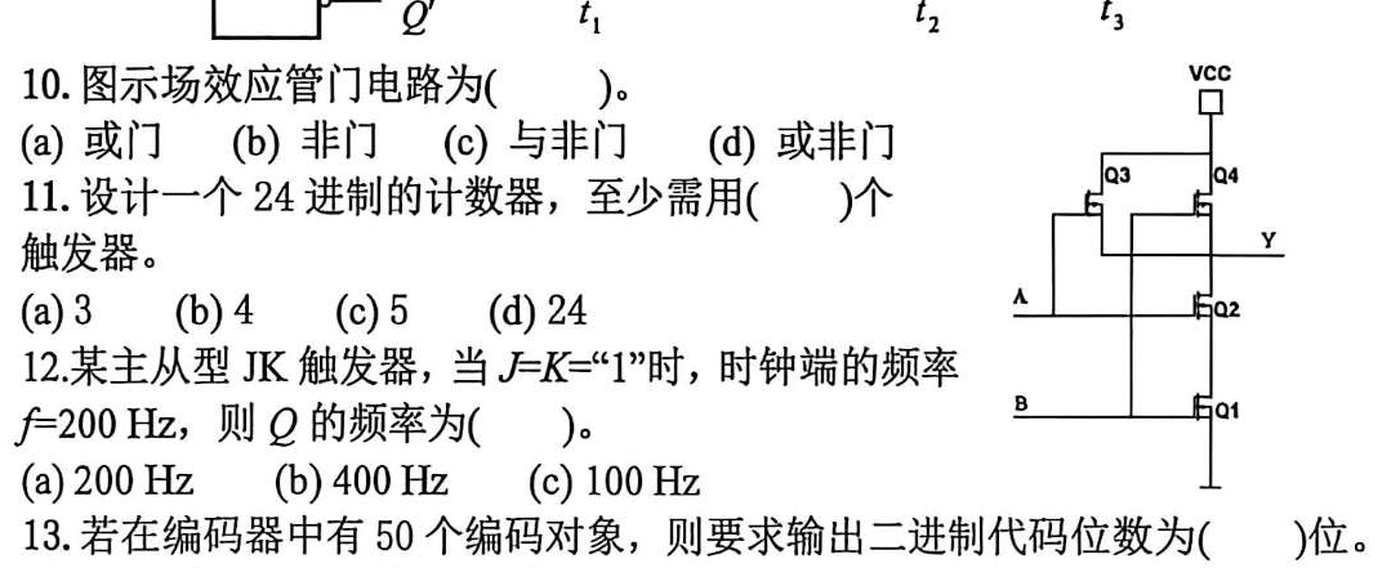 Q'
t1
t2
t3
10. 图示场效应管门电路为( )。
(a) 或门 (b) 非门 (c) 与非门 (d) 或非门
11. 设计一个 24 进制的计数器，至少需用( )个
触发器。
(a) 3 (b) 4 (c) 5 (d) 24
12.某主从型 JK 触发器，当 J=K=“1”时，时钟端的频率
f=200 Hz，则 Q 的频率为( )。
(a) 200 Hz (b) 400 Hz (c) 100 Hz
13. 若在编码器中有 50 个编码对象，则要求输出二进制代码位数为( )位。
VCC
Q3
Q4
Y
A
Q2
B
Q1